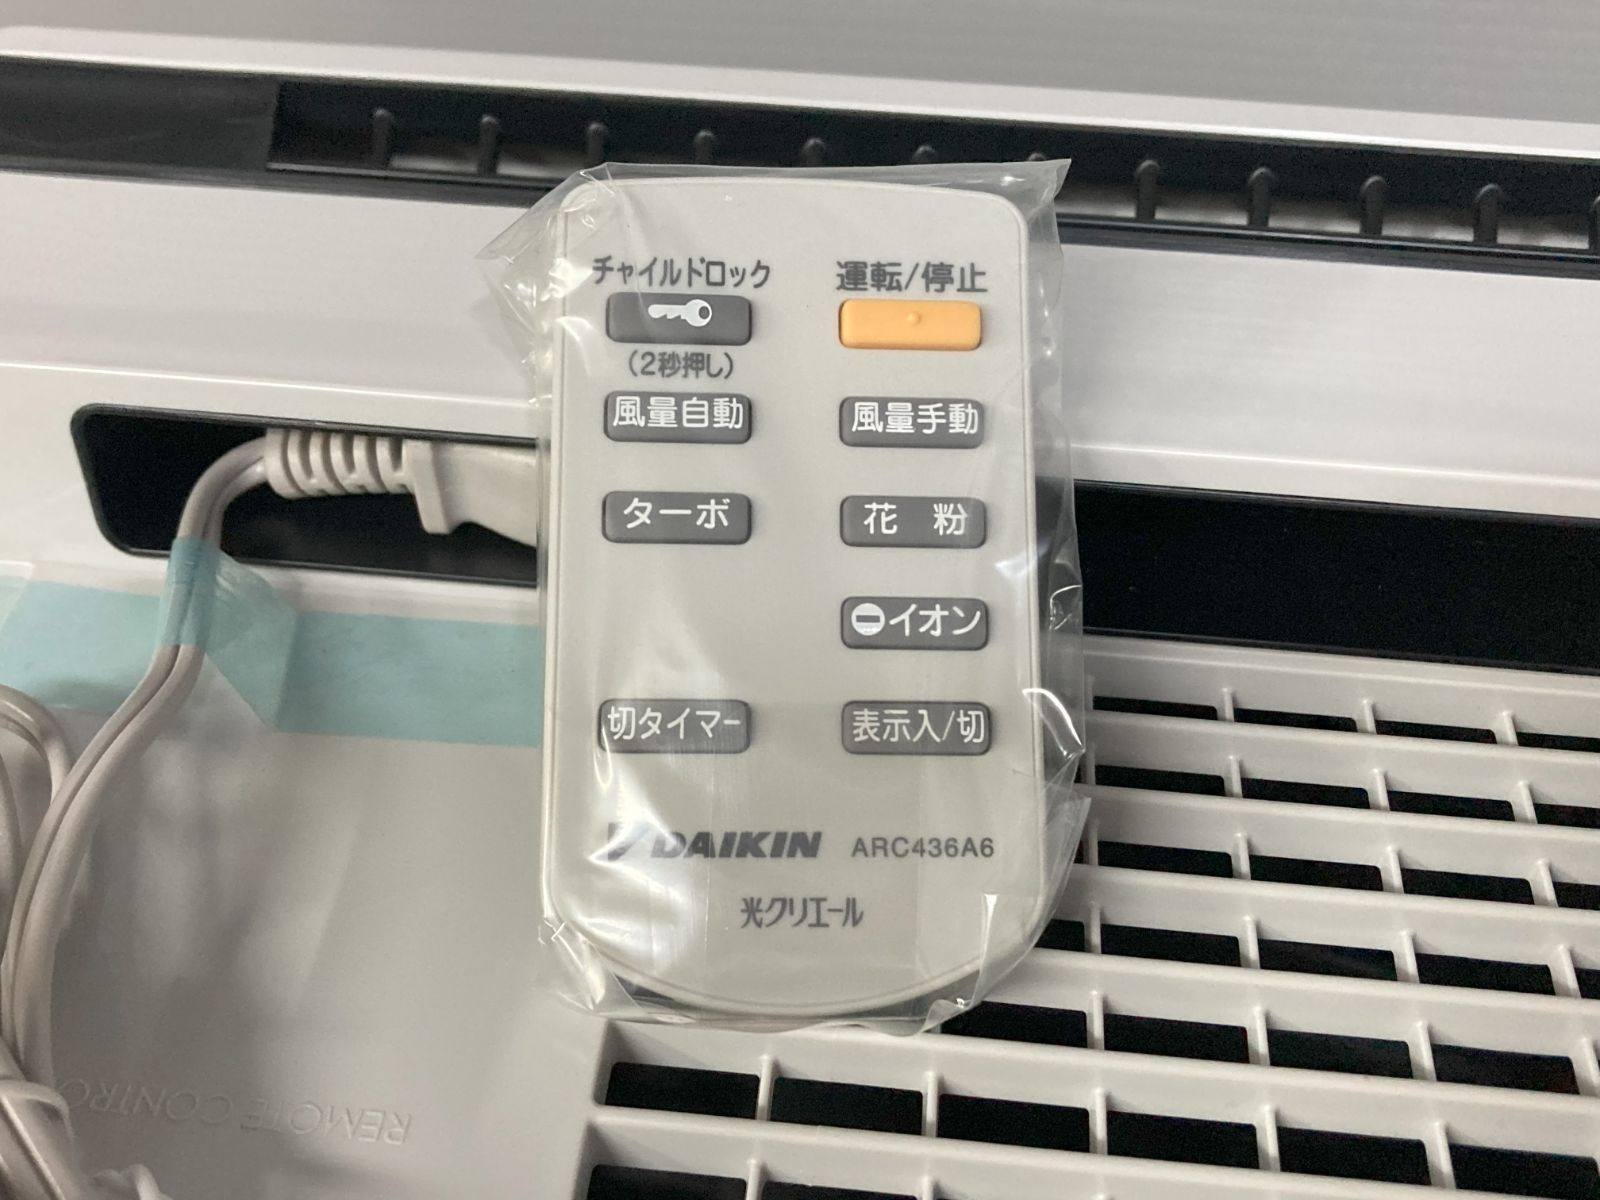 チャイルドロック
運転/停止
(2秒押し)
風量自動
風量手動
ターボ
花 粉
⊖イオン
切タイマー
表示入/切
DAIKIN ARC436A6
光クリエール
REMOTE CONTRO